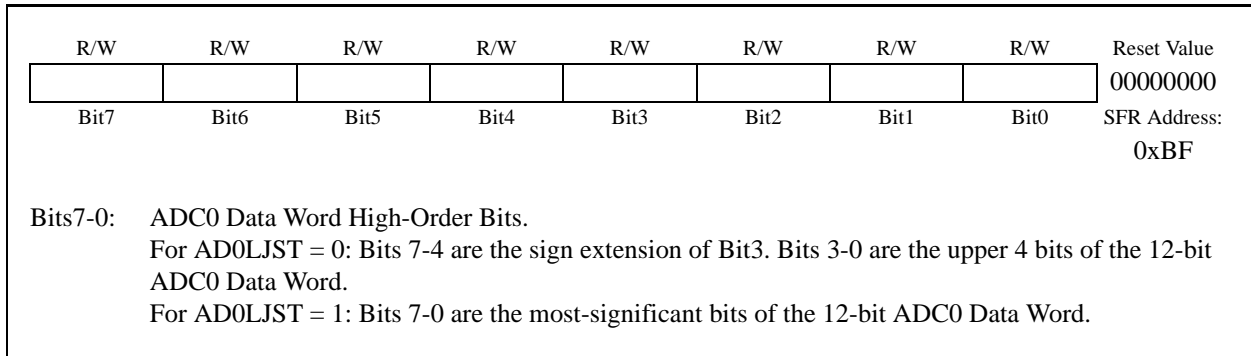 R/W R/W R/W R/W R/W R/W R/W R/W Reset Value
00000000
Bit7 Bit6 Bit5 Bit4 Bit3 Bit2 Bit1 Bit0 SFR Address:
0xBF
Bits7-0: ADC0 Data Word High-Order Bits.
For AD0LJST = 0: Bits 7-4 are the sign extension of Bit3. Bits 3-0 are the upper 4 bits of the 12-bit
ADC0 Data Word.
For AD0LJST = 1: Bits 7-0 are the most-significant bits of the 12-bit ADC0 Data Word.